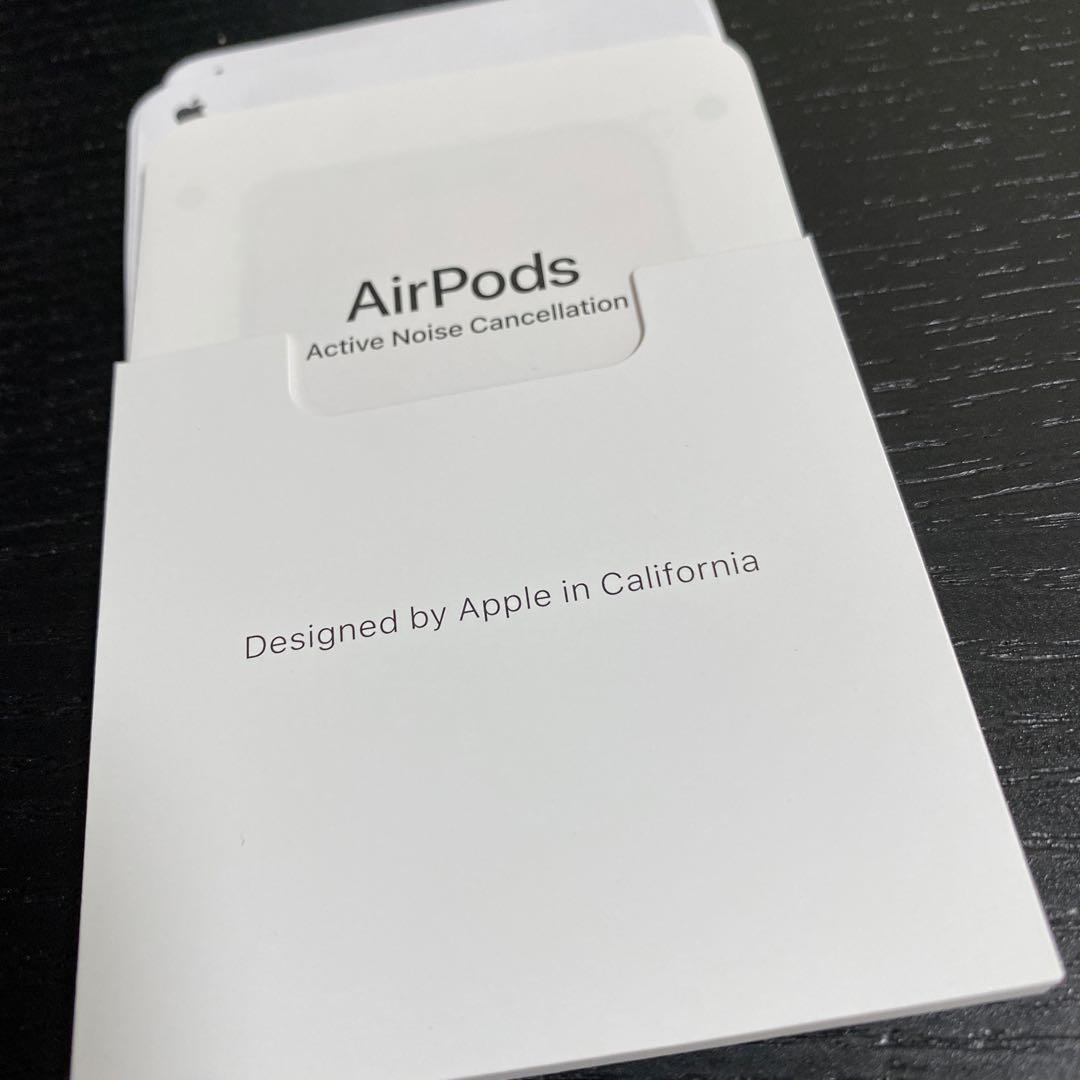 AirPods
Active Noise Cancellation
Designed by Apple in California